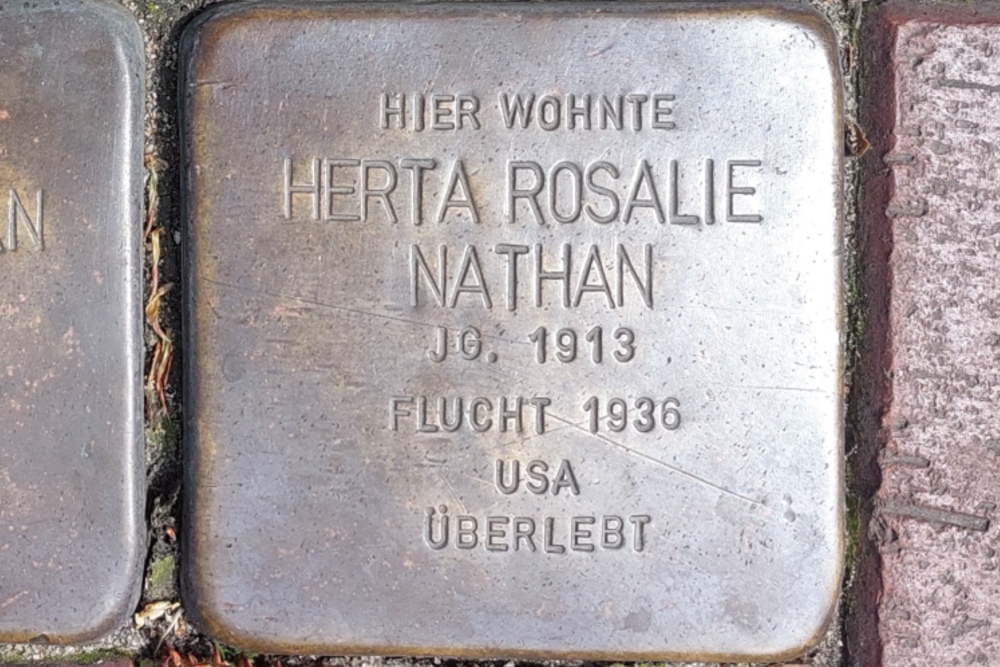 HIER WOHNTE
HERTA ROSALIE
NATHAN
JG. 1913
FLUCHT 1936
USA
ÜBERLEBT